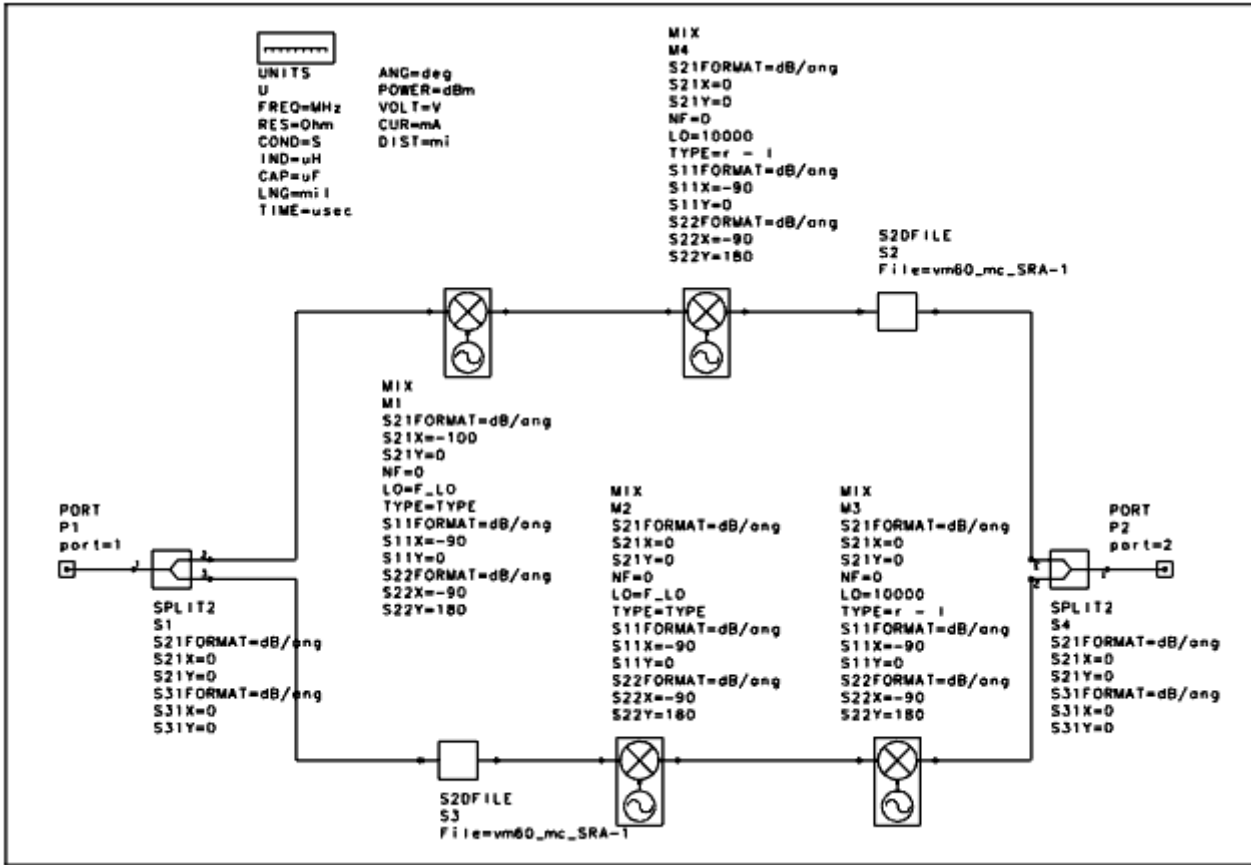 UNITS
U
FREQ=MHz
RES=Ohm
COND=S
IND=uH
CAP=uF
LNG=mil
TIME=usec
ANG=deg
POWER=dBm
VOLT=V
CUR=mA
DIST=mi
MIX
M4
S21FORMAT=dB/ang
S21X=0
S21Y=0
NF=0
LO=10000
TYPE=r - l
S11FORMAT=dB/ang
S11X=-90
S11Y=0
S22FORMAT=dB/ang
S22X=-90
S22Y=180
S2DFILE
S2
File=vm60_mc_SRA-1
MIX
M1
S21FORMAT=dB/ang
S21X=-100
S21Y=0
NF=0
LO=F_LO
TYPE=TYPE
S11FORMAT=dB/ang
S11X=-90
S11Y=0
S22FORMAT=dB/ang
S22X=-90
S22Y=180
PORT
P1
port=1
1
2
3
SPLIT2
S1
S21FORMAT=dB/ang
S21X=0
S21Y=0
S31FORMAT=dB/ang
S31X=0
S31Y=0
MIX
M2
S21FORMAT=dB/ang
S21X=0
S21Y=0
NF=0
LO=F_LO
TYPE=TYPE
S11FORMAT=dB/ang
S11X=-90
S11Y=0
S22FORMAT=dB/ang
S22X=-90
S22Y=180
MIX
M3
S21FORMAT=dB/ang
S21X=0
S21Y=0
NF=0
LO=10000
TYPE=r - l
S11FORMAT=dB/ang
S11X=-90
S11Y=0
S22FORMAT=dB/ang
S22X=-90
S22Y=180
PORT
P2
port=2
2
SPLIT2
S4
S21FORMAT=dB/ang
S21X=0
S21Y=0
S31FORMAT=dB/ang
S31X=0
S31Y=0
S2DFILE
S3
File=vm60_mc_SRA-1